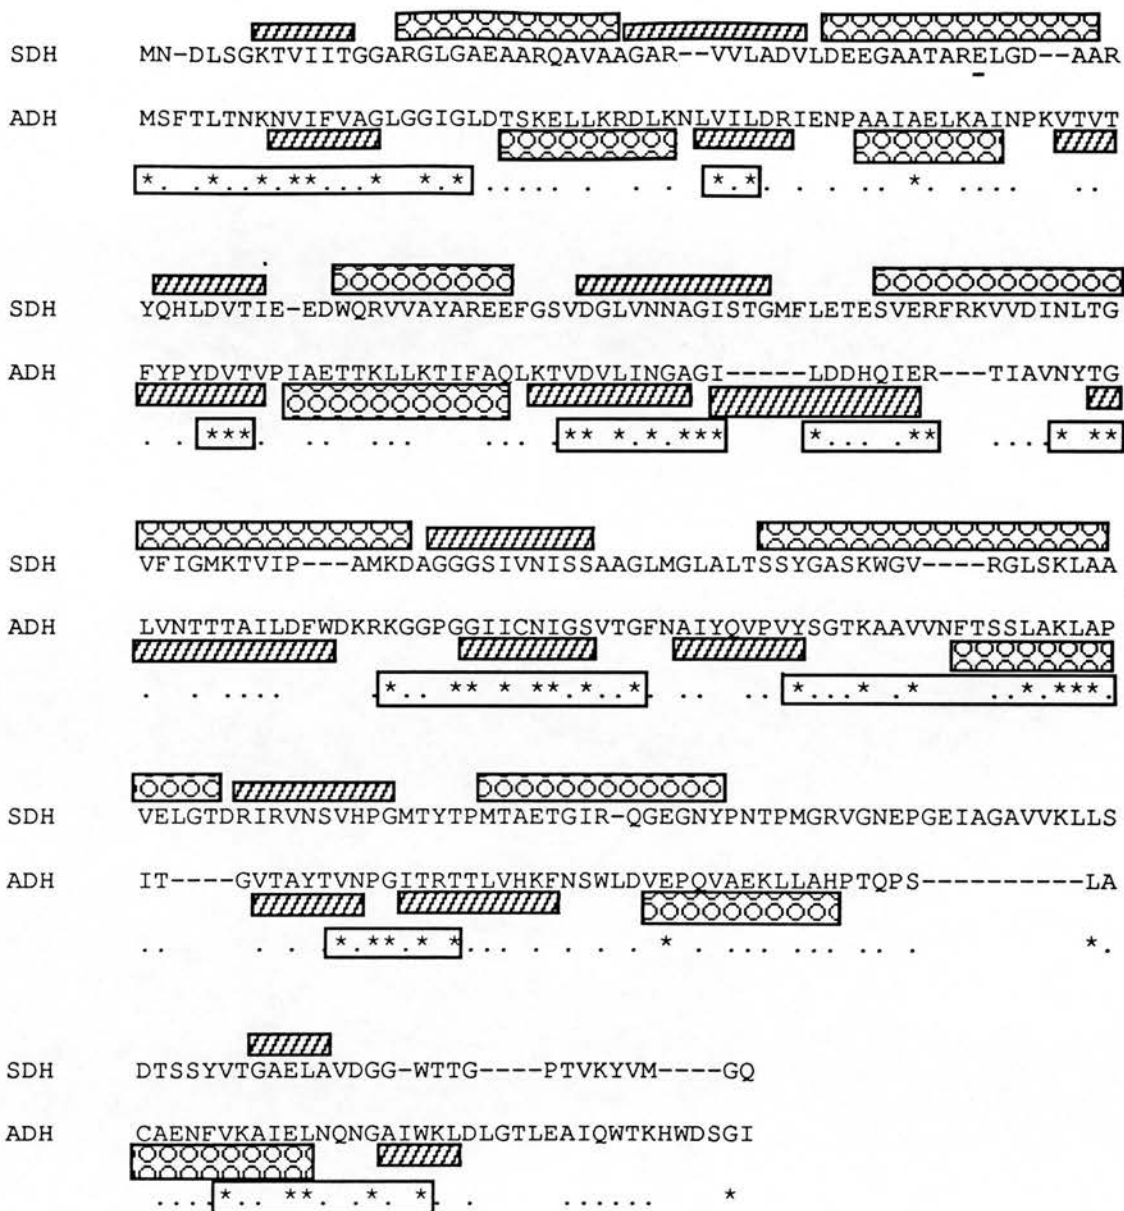 SDH MN-DLSGKTVIITGGARGLGAEAARQAVAAGAR--VVLADVLDEEGAATARELGD--AAR
ADH MSFTLTNKNVIFVAGLGGIGLDTSKELLKRDLKNLVILDRIENPAAIAELKAINPKVTVT
*. .*..*.**...* .*.* ..... . . . *.* . . . . *. .... . ..
SDH YQHLDVTIE-EDWQRVVAYAREEFGSVDGLVNNAGISTGMFLETESVERFRKVVDINLTG
ADH FYPYDVTVPIAETTKLLKTIFAQLKTVDVLINGAGI-----LDDHQIER---TIAVNYTG
. . . ***. . .. ... .... . .** *.*.*** *... .** ....* **
SDH VFIGMKTVIP---AMKDAGGGSIVNISSAAGLMGLALTSSYGASKWGV----RGLSKLAA
ADH LVNTTTAILDFWDKRKGGPGGIICNIGSVTGFNAIYQVPVYSGTKAAVVNFTSSLAKLAP
. . .... .. .*.. ** * **.*..* .. .. . ..*...* .* .*.***.
SDH VELGTDRIRVNSVHPGMTYTPMTAETGIR-QGEGNYPNTPMGRVGNEPGEIAGAVVKLLS
ADH IT----GVTAYTVNPGITRTTLVHKFNSWLDVEPQVAEKLLAHPTQPS----------LA
.. . . ..*.**.* *... . . . . * . .... .. . .. *.
SDH DTSSYVTGAELAVDGG-WTTG----PTVKYVM----GQ
ADH CAENFVKAIELNQNGAIWKLDLGTLEAIQWTKHWDSGI
.....*.. ** .*. *. . ...... *